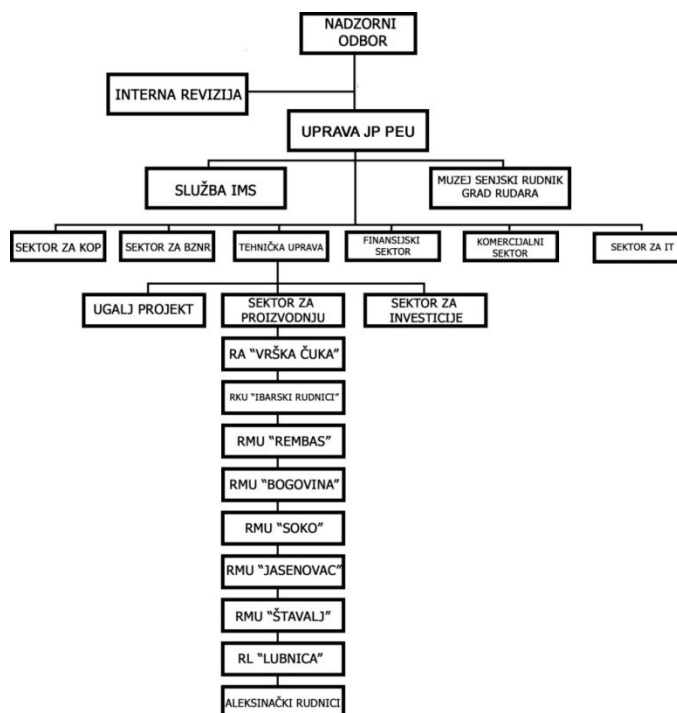 NADZORNI
ODBOR
INTERNA REVIZIJA
UPRAVA JP PEU
SLUŽBA IMS
MUZEJ SENJSKI RUDNIK
GRAD RUDARA
SEKTOR ZA KOP
SEKTOR ZA BZNR
TEHNIČKA UPRAVA
FINANSIJSKI
SEKTOR
KOMERCIJALNI
SEKTOR
SEKTOR ZA IT
UGALJ PROJEKT
SEKTOR ZA
PROIZVODNJU
SEKTOR ZA
INVESTICIJE
RA “VRŠKA ČUKA”
RKU “IBARSKI RUDNICI”
RMU “REMBAS”
RMU “BOGOVINA”
RMU “SOKO”
RMU “JASENOVAC”
RMU “ŠTAVALJ”
RL “LUBNICA”
ALEKSINAČKI RUDNICI